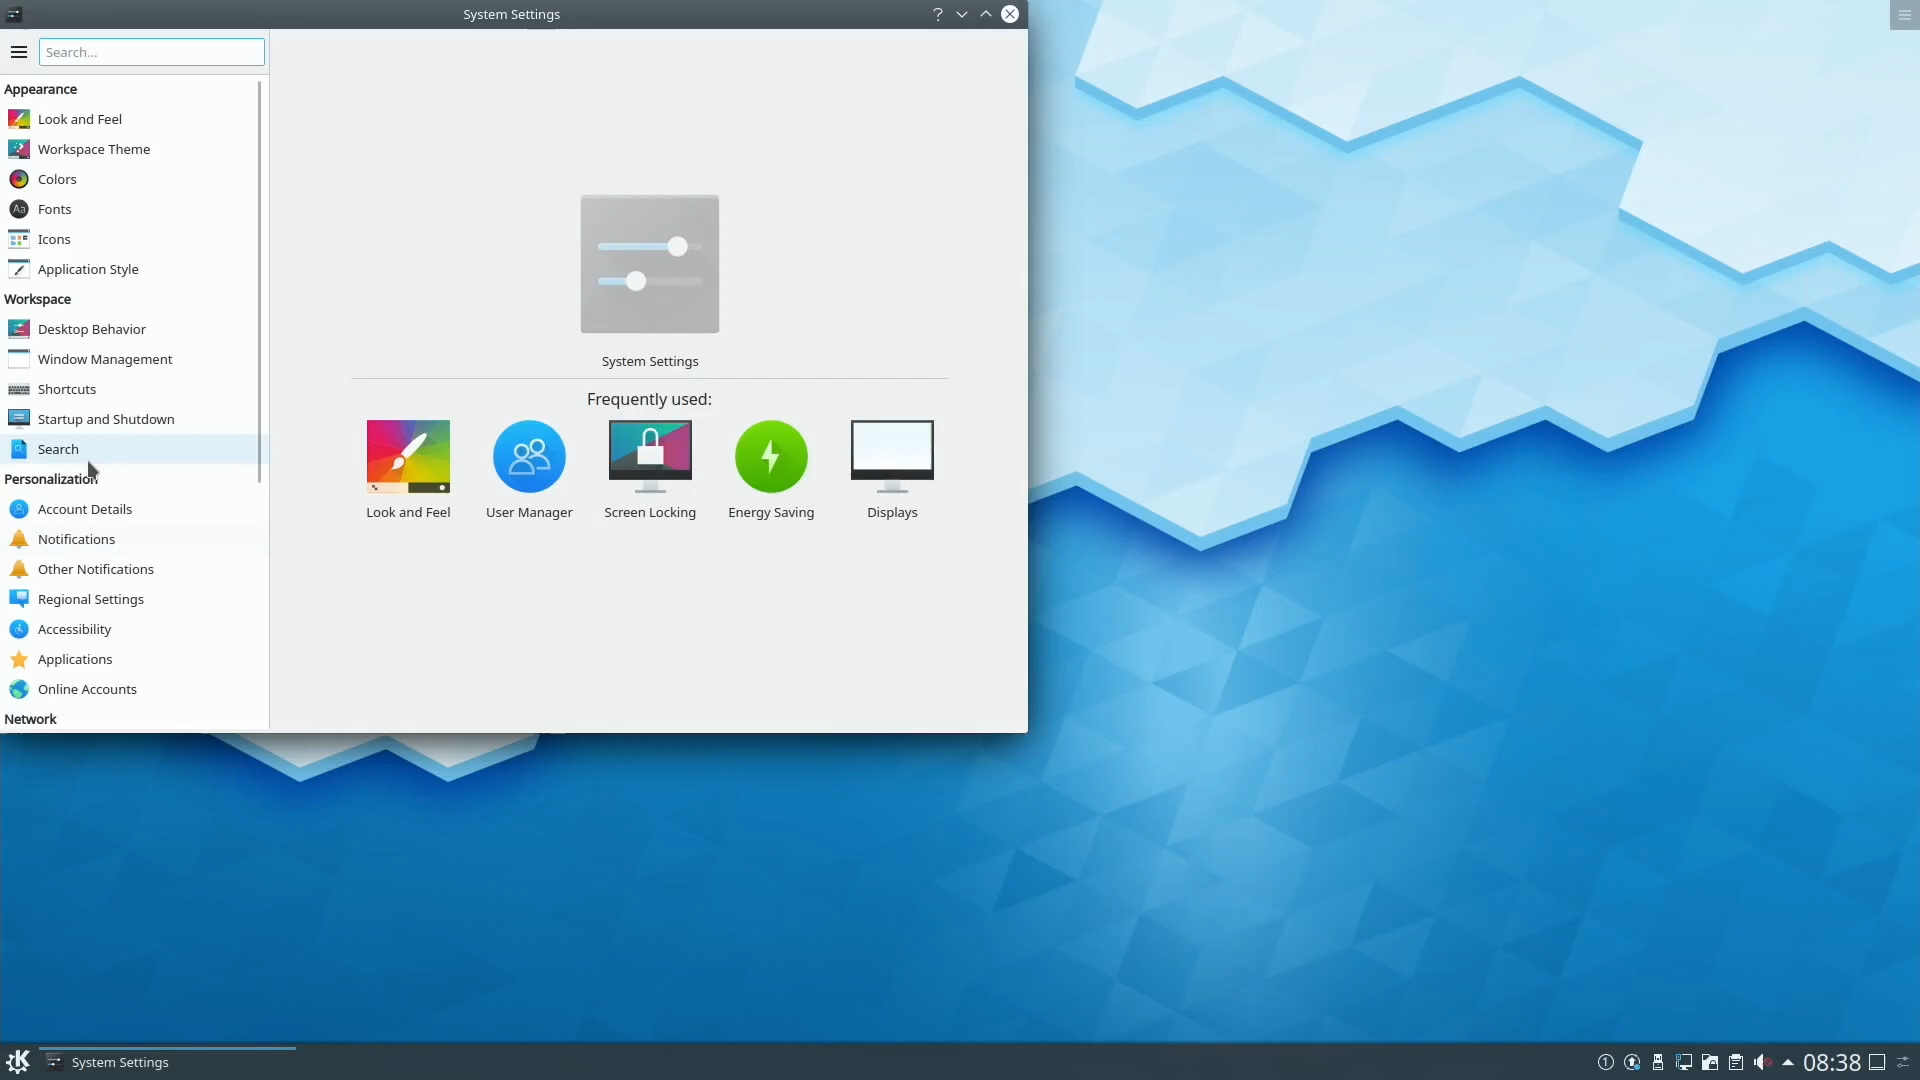 System Settings
?
Search...
Appearance
Look and Feel
Workspace Theme
Colors
Aa Fonts
Icons
Application Style
Workspace
Desktop Behavior
Window Management
Shortcuts
Startup and Shutdown
Search
Personalization
Account Details
Notifications
Other Notifications
Regional Settings
Accessibility
Applications
Online Accounts
Network
System Settings
Frequently used:
Look and Feel
User Manager
Screen Locking
Energy Saving
Displays
System Settings
1
08:38